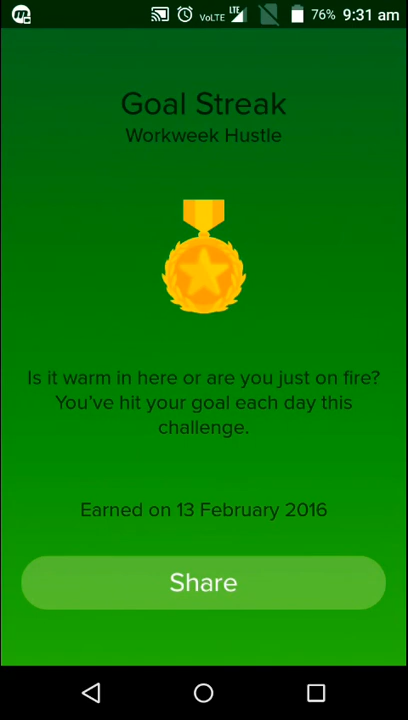 VoLTE LTE 76% 9:31 am
Goal Streak
Workweek Hustle
Is it warm in here or are you just on fire?
You've hit your goal each day this
challenge.
Earned on 13 February 2016
Share